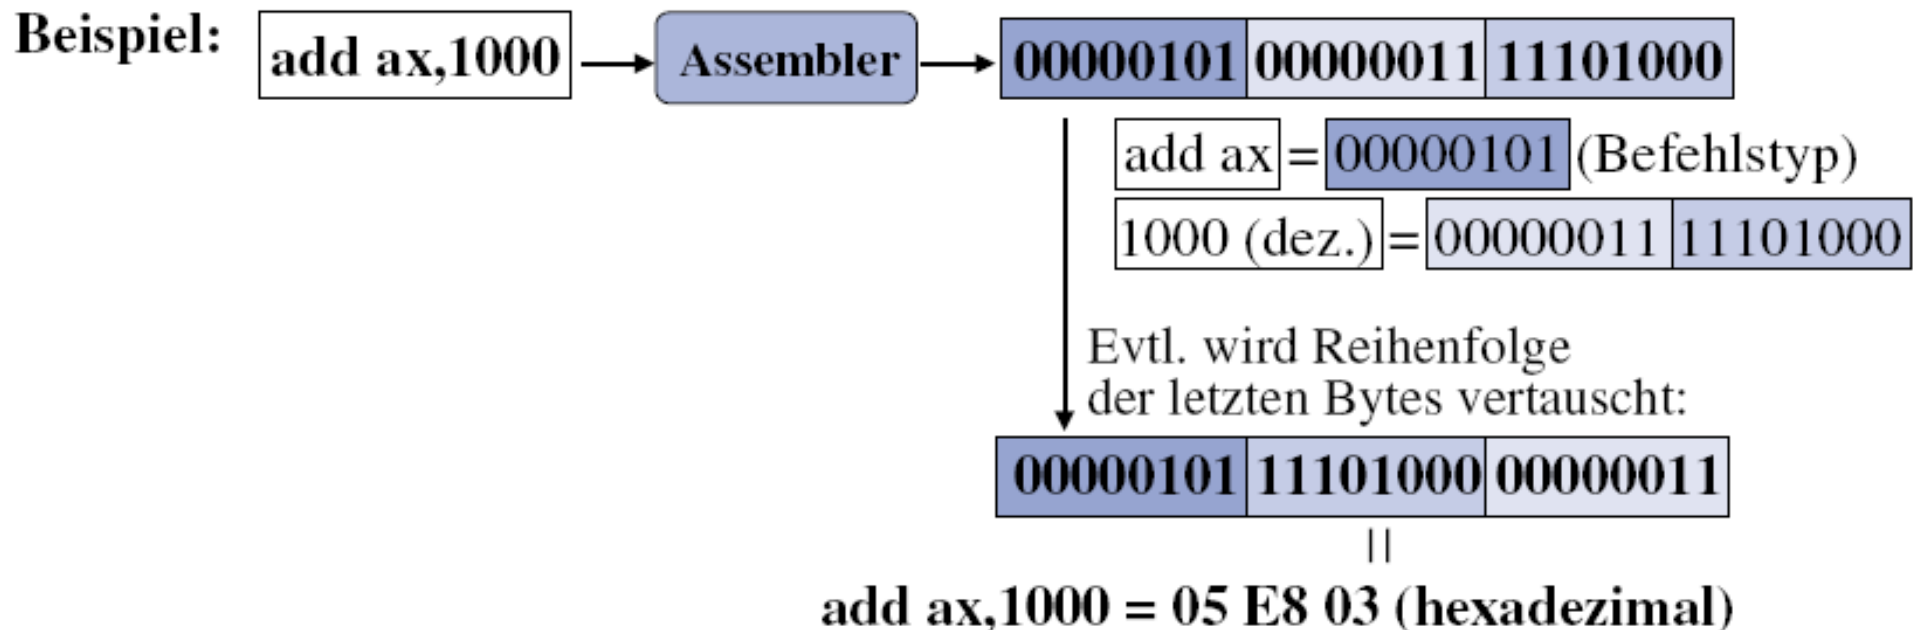 Beispiel: add ax,1000 Assembler 00000101 00000011 11101000
add ax = 00000101 (Befehlstyp)
1000 (dez.) = 00000011 11101000
Evtl. wird Reihenfolge
der letzten Bytes vertauscht:
00000101 11101000 00000011
||
add ax,1000 = 05 E8 03 (hexadezimal)